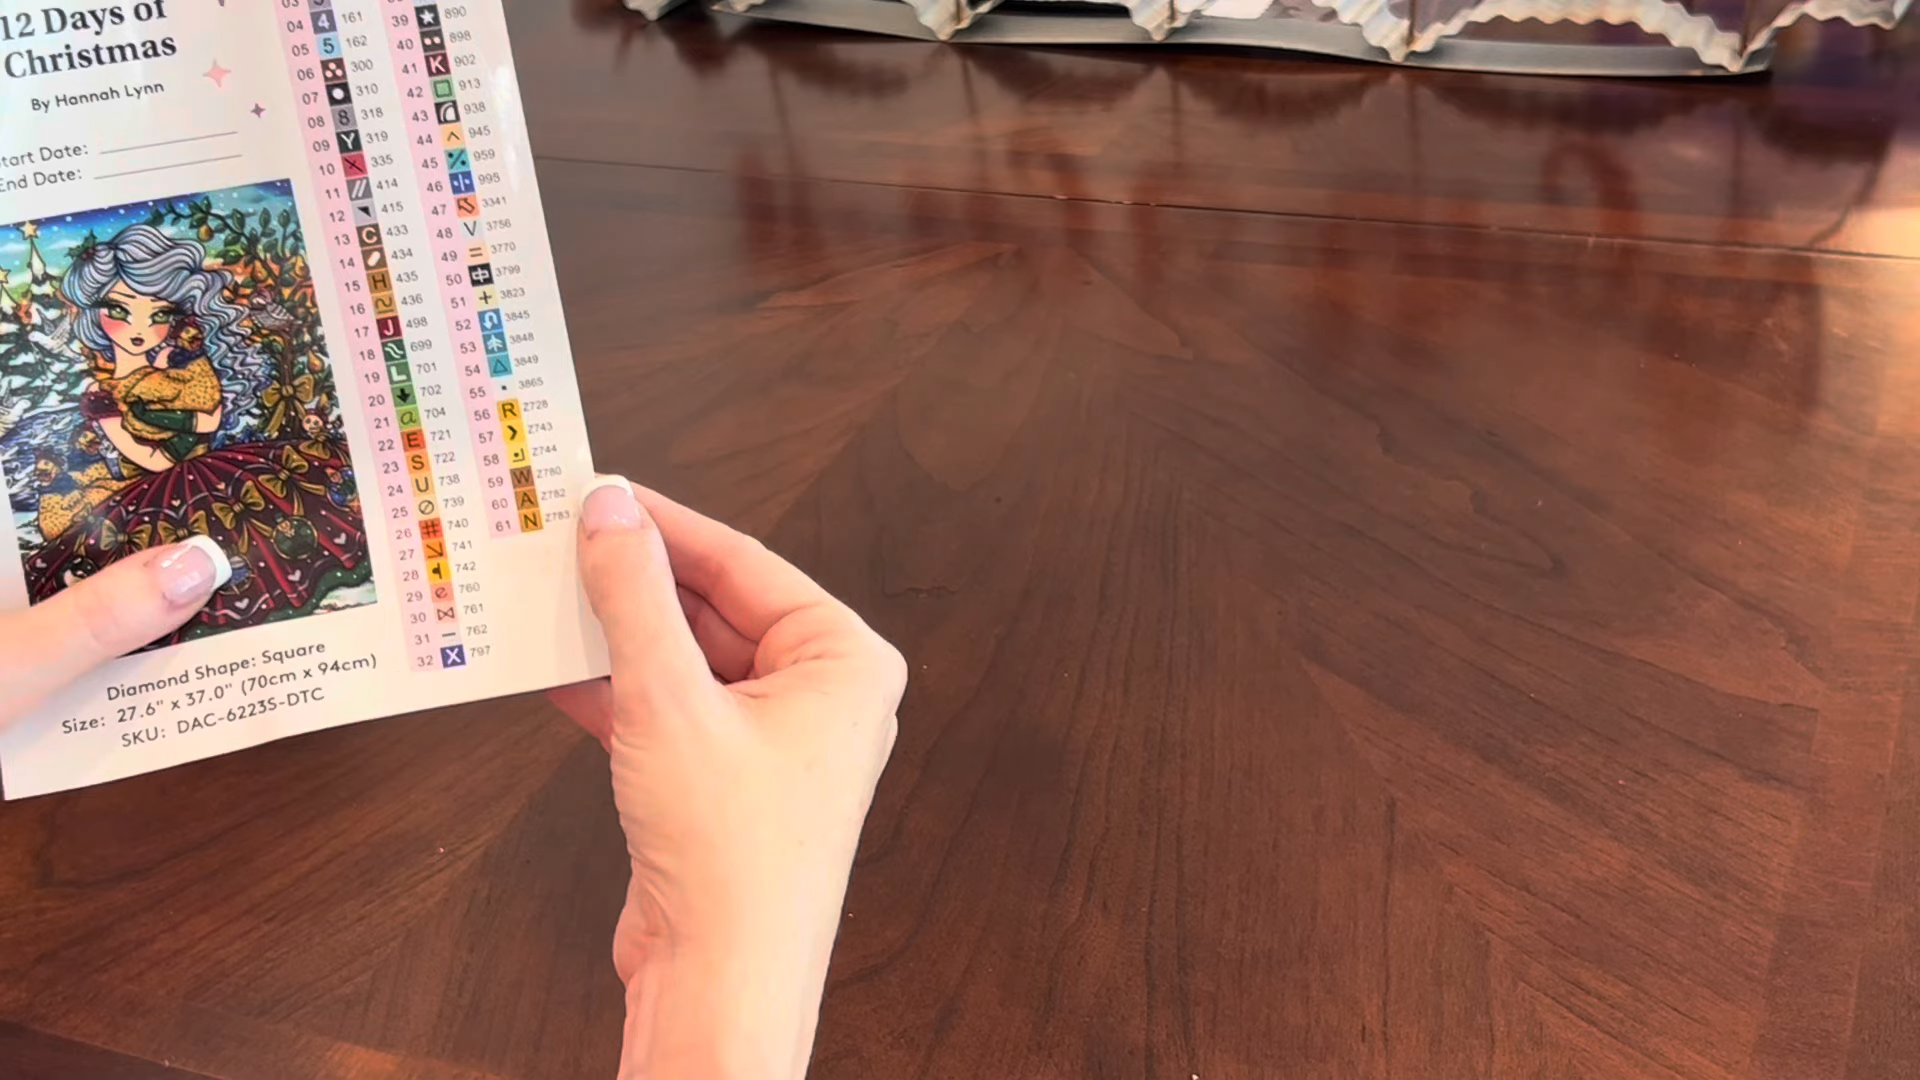 12 Days of
Christmas
By Hannah Lynn
tart Date:
End Date:
Diamond Shape: Square
Size: 27.6" x 37.0" (70cm x 94cm)
SKU: DAC-6223S-DTC
04 4 161
05 5 162
06 300
07 310
08 8 318
09 Y 319
10 335
11 // 414
12 415
13 C 433
14 434
15 H 435
16 436
17 J 498
18 699
19 L 701
20 702
21 a 704
22 E 721
23 S 722
24 U 738
25 739
26 # 740
27 741
28 742
29 e 760
30 761
31 — 762
32 X 797
39 ★ 890
40 898
41 K 902
42 913
43 938
44 945
45 959
46 995
47 3341
48 V 3756
49 = 3770
50 中 3799
51 + 3823
52 3845
53 3848
54 △ 3849
55 3865
56 R Z728
57 Z743
58 Z744
59 W Z780
60 A Z782
61 N Z783